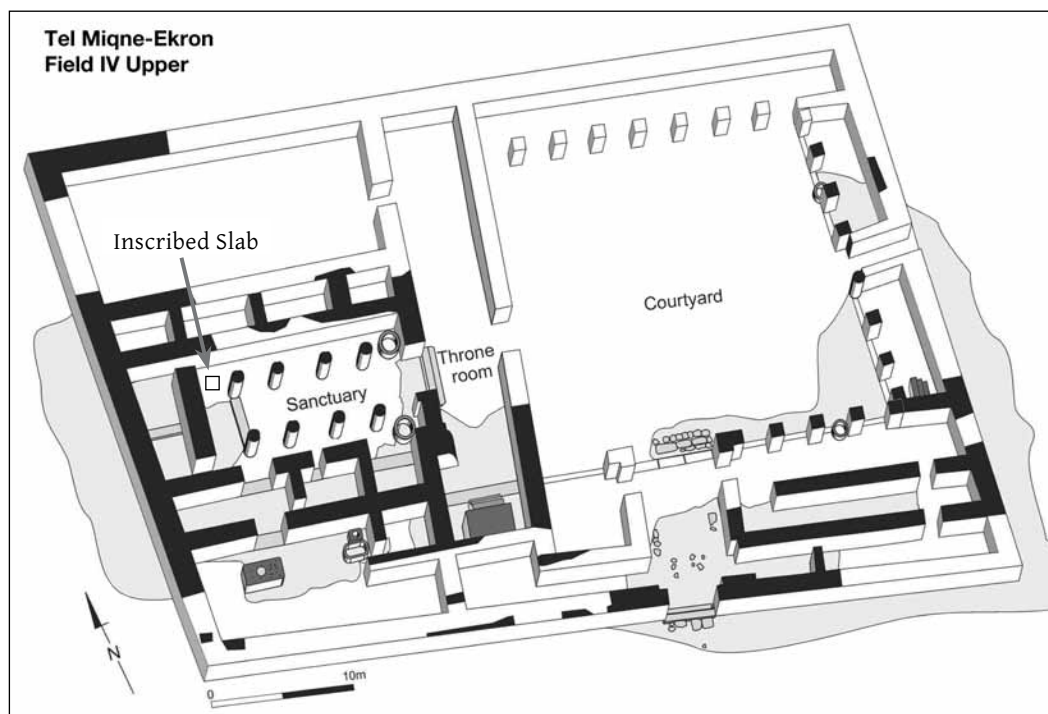 Tel Miqne-Ekron
Field IV Upper
Inscribed Slab
Courtyard
Throne
room
Sanctuary
N
0
10m